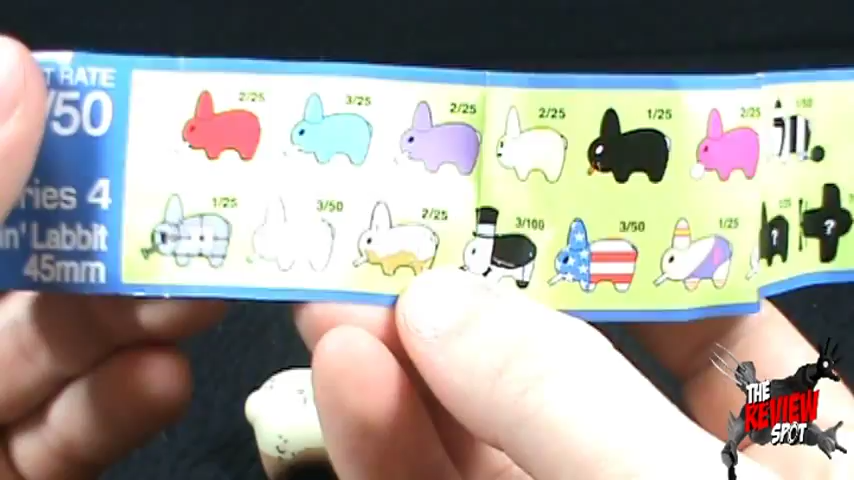 RATE
/50
ries 4
in' Labbit
45mm
2/25
3/25
2/25
2/25
1/25
2/25
1/50
1/25
3/50
2/25
3/100
3/50
1/25
?
?
THE
REVIEW
SPOT